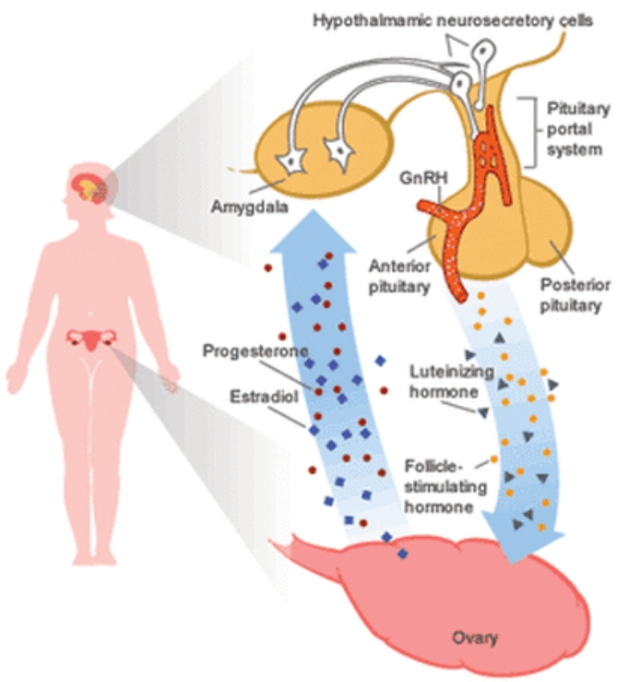 Hypothalmamic neurosecretory cells
Pituitary
portal
system
GnRH
Amygdala
Anterior
pituitary
Posterior
pituitary
Progesterone
Luteinizing
hormone
Estradiol
Follicle-
stimulating
hormone
Ovary